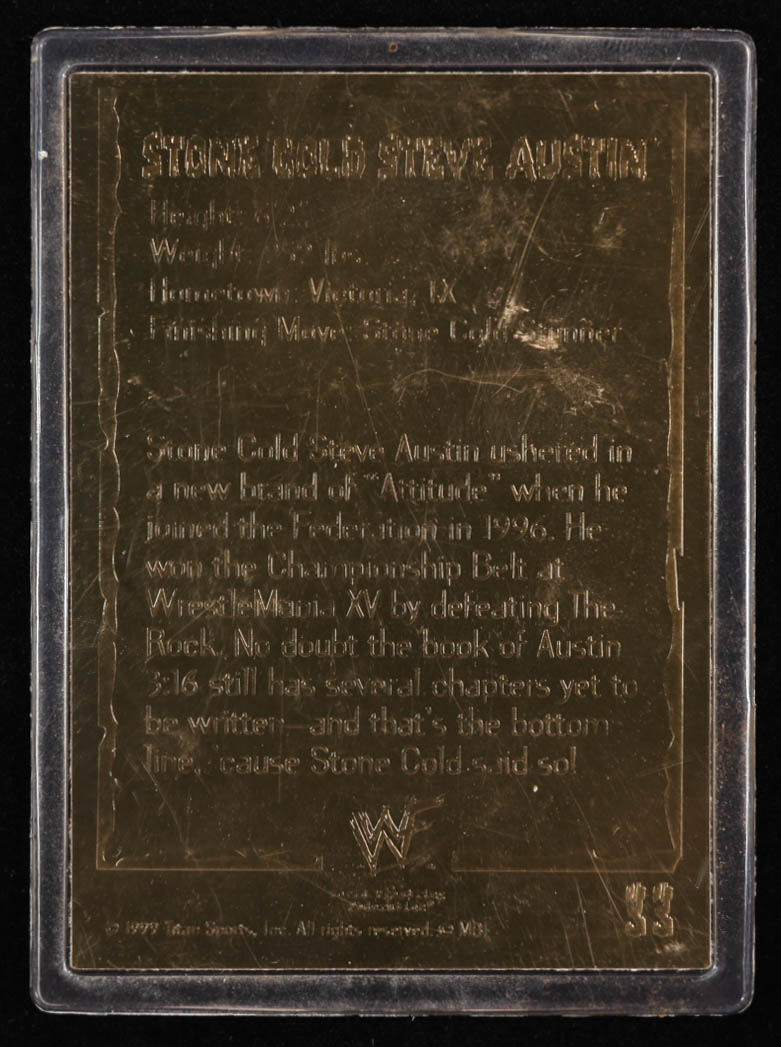 STONE COLD STEVE AUSTIN
Height: 6'2"
Weight: 252 lbs.
Hometown: Victoria, TX
Finishing Move: Stone Cold Stunner
Stone Cold Steve Austin ushered in
a new brand of "Attitude" when he
joined the Federation in 1996. He
won the Championship Belt at
WrestleMania XV by defeating The
Rock. No doubt the book of Austin
3:16 still has several chapters yet to
be written—and that's the bottom
line, 'cause Stone Cold said so!
WF
33
© 1999 Titan Sports, Inc. All rights reserved.